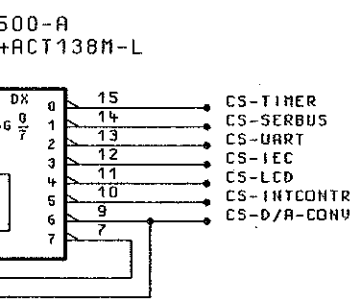 500-A
+ACT138M-L
DX
G 0/7
0 15 CS-TIMER
1 14 CS-SERBUS
2 13 CS-UART
3 12 CS-IEC
4 11 CS-LCD
5 10 CS-INTCONTR
6 9 CS-D/A-CONV
7 7